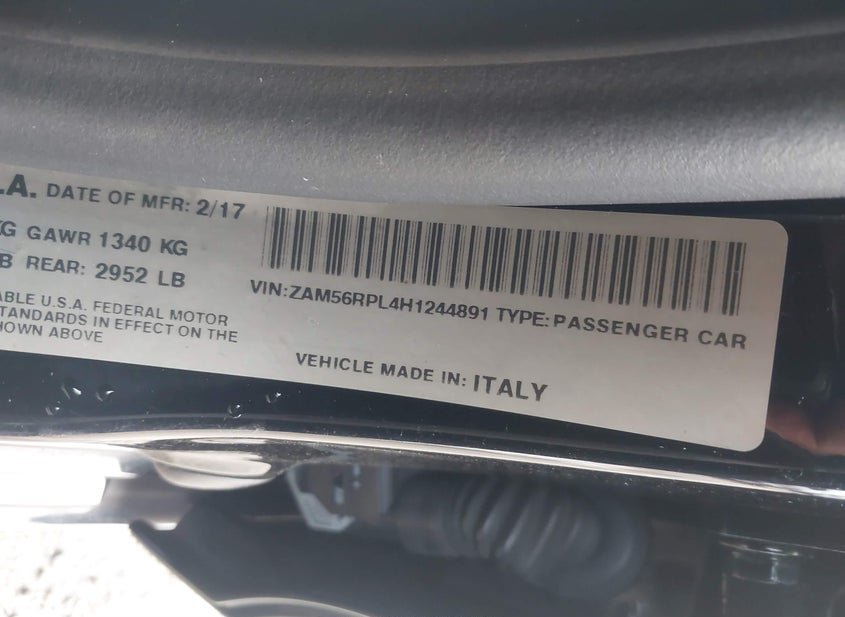 .A. DATE OF MFR: 2/17
KG GAWR 1340 KG
B REAR: 2952 LB
VIN:ZAM56RPL4H1244891 TYPE:PASSENGER CAR
ABLE U.S.A. FEDERAL MOTOR
TANDARDS IN EFFECT ON THE
HOWN ABOVE
VEHICLE MADE IN: ITALY